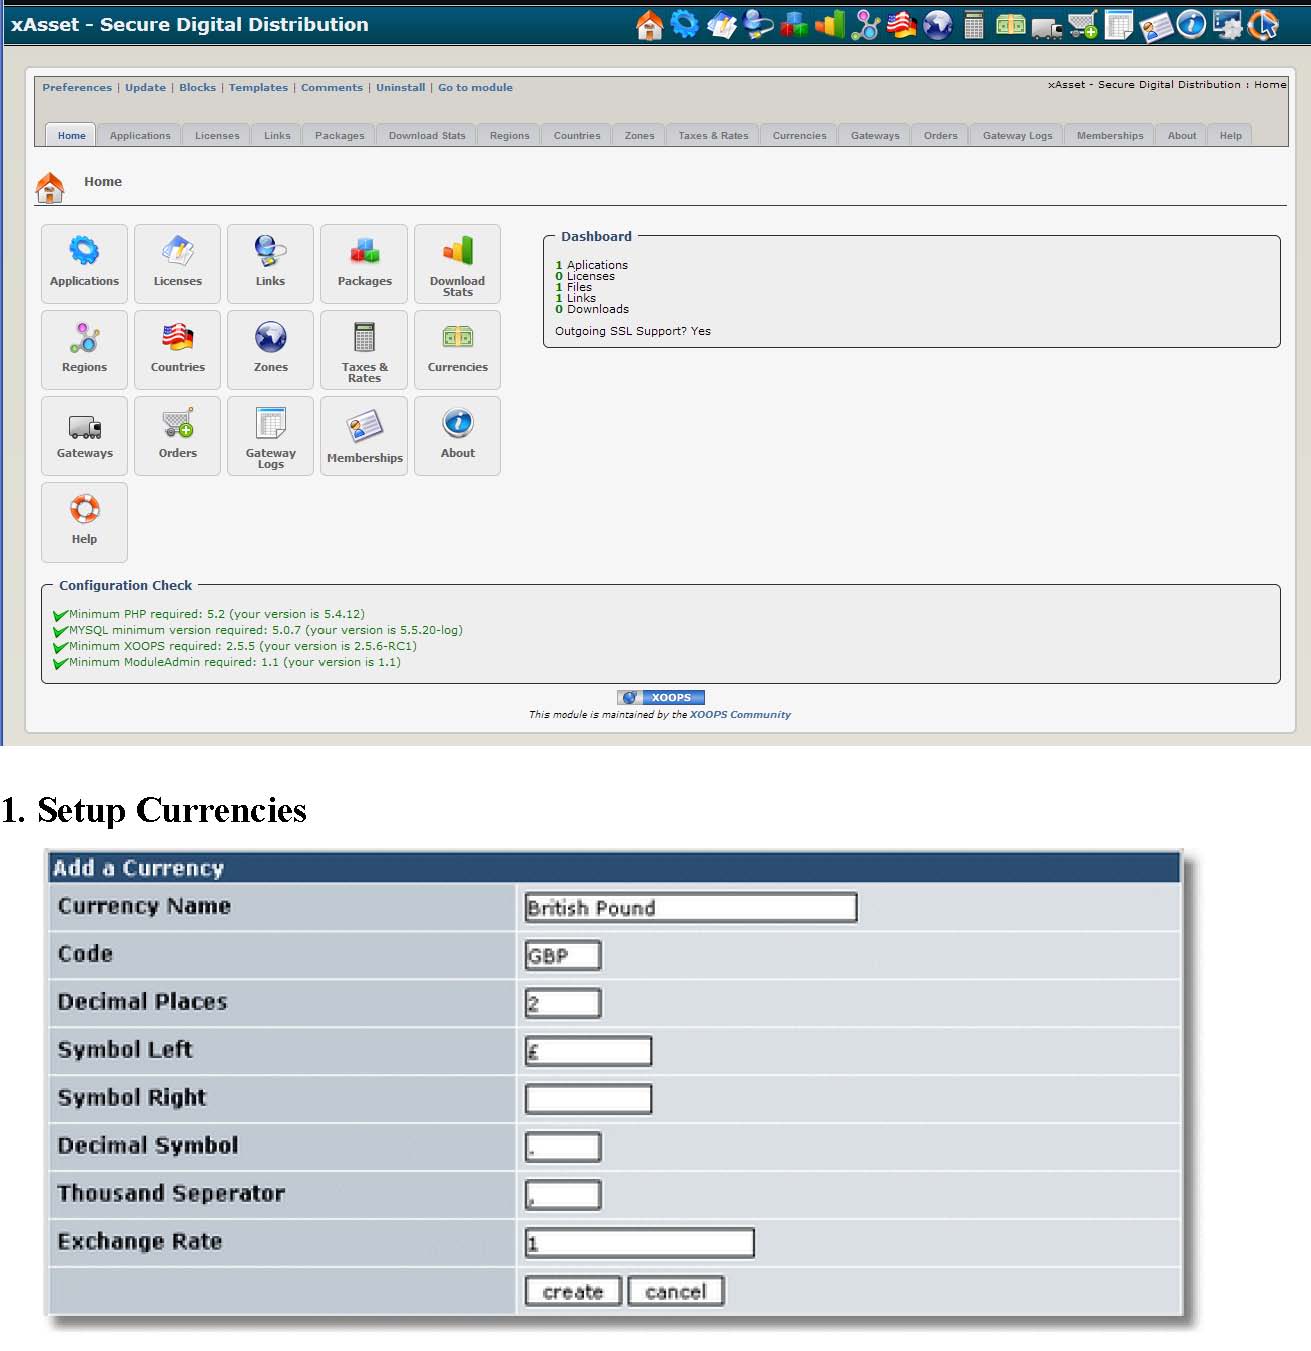 xAsset - Secure Digital Distribution
Preferences | Update | Blocks | Templates | Comments | Uninstall | Go to module
xAsset - Secure Digital Distribution : Home
Home Applications Licenses Links Packages Download Stats Regions Countries Zones Taxes & Rates Currencies Gateways Orders Gateway Logs Memberships About Help
Home
Applications Licenses Links Packages Download Stats
Regions Countries Zones Taxes & Rates Currencies
Gateways Orders Gateway Logs Memberships About
Help
Dashboard
1 Aplications
0 Licenses
1 Files
1 Links
0 Downloads
Outgoing SSL Support? Yes
Configuration Check
Minimum PHP required: 5.2 (your version is 5.4.12)
MYSQL minimum version required: 5.0.7 (your version is 5.5.20-log)
Minimum XOOPS required: 2.5.5 (your version is 2.5.6-RC1)
Minimum ModuleAdmin required: 1.1 (your version is 1.1)
XOOPS
This module is maintained by the XOOPS Community
1. Setup Currencies
Add a Currency
Currency Name British Pound
Code GBP
Decimal Places 2
Symbol Left £
Symbol Right
Decimal Symbol .
Thousand Seperator ,
Exchange Rate 1
create cancel